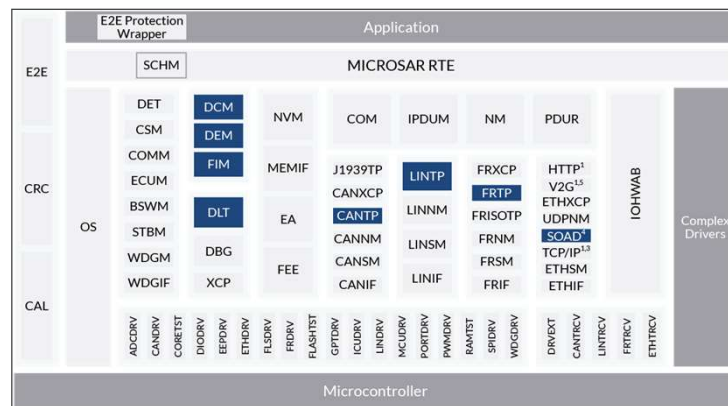 E2E Protection
Wrapper
Application
E2E
SCHM
MICROSAR RTE
CRC
CAL
OS
DET
CSM
COMM
ECUM
BSWM
STBM
WDGM
WDGIF
DCM
DEM
FIM
DLT
DBG
XCP
NVM
MEMIF
EA
FEE
COM
IPDUM
NM
PDUR
J1939TP
CANXCP
CANTP
CANNM
CANSM
CANIF
LINTP
LINNM
LINSM
LINIF
FRXCP
FRTP
FRISOTP
FRNM
FRSM
FRIF
HTTP¹
V2G¹,⁵
ETHXCP
UDPNM
SOAD⁴
TCP/IP¹,³
ETHSM
ETHIF
IOHWAB
Complex
Drivers
ADCDRV
CANDRV
CORETST
DIODRV
EEPDRV
ETHDRV
FLSDRV
FRDRV
FLASHTST
GPTDRV
ICUDRV
LINDRV
MCUDRV
PORTDRV
PWMDRV
RAMTST
SPIDRV
WDGDRV
DRVEXT
CANTRCV
LINTRCV
FRTRCV
ETHTRCV
Microcontroller